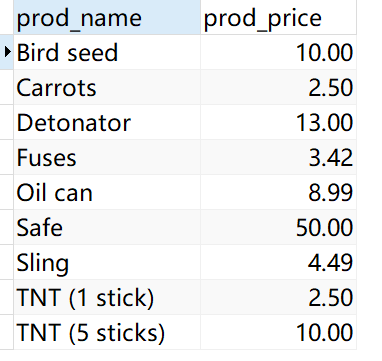 prod_name prod_price
Bird seed 10.00
Carrots 2.50
Detonator 13.00
Fuses 3.42
Oil can 8.99
Safe 50.00
Sling 4.49
TNT (1 stick) 2.50
TNT (5 sticks) 10.00